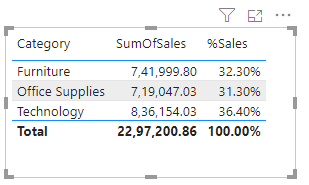 Category SumOfSales %Sales
Furniture 7,41,999.80 32.30%
Office Supplies 7,19,047.03 31.30%
Technology 8,36,154.03 36.40%
Total 22,97,200.86 100.00%